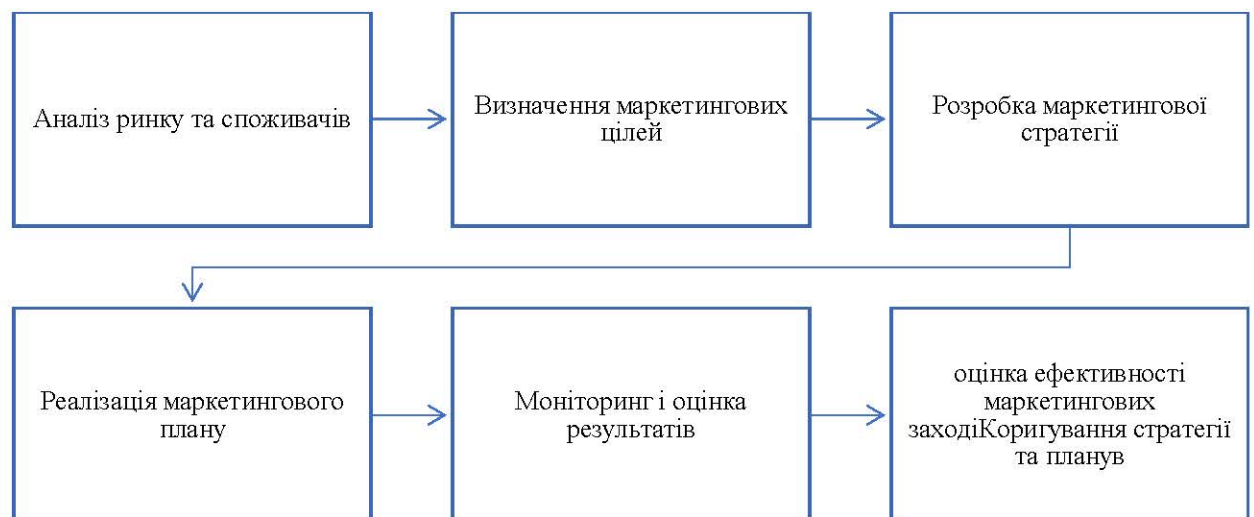 Аналіз ринку та споживачів
Визначення маркетингових
цілей
Розробка маркетингової
стратегії
Реалізація маркетингового
плану
Моніторинг і оцінка
результатів
оцінка ефективності
маркетингових
заходіКоригування стратегії
та планув